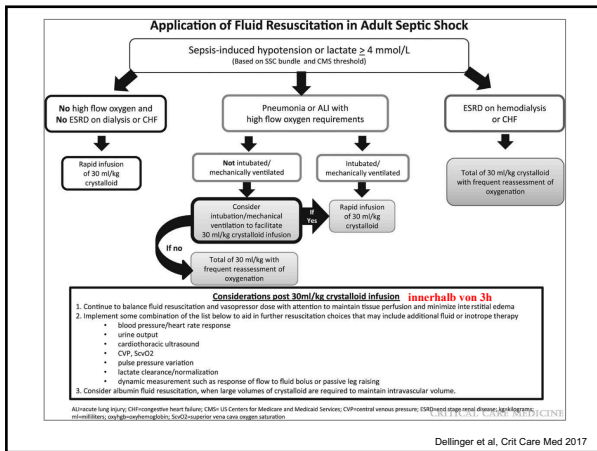 Application of Fluid Resuscitation in Adult Septic Shock
Sepsis-induced hypotension or lactate ≥ 4 mmol/L
(Based on SSC bundle and CMS threshold)
No high flow oxygen and
No ESRD on dialysis or CHF
Pneumonia or ALI with
high flow oxygen requirements
ESRD on hemodialysis
or CHF
Rapid infusion
of 30 ml/kg
crystalloid
Not intubated/
mechanically ventilated
Intubated/
mechanically ventilated
Total of 30 ml/kg crystalloid
with frequent reassessment of
oxygenation
Consider
intubation/mechanical
ventilation to facilitate
30 ml/kg crystalloid infusion
If
Yes
Rapid infusion
of 30 ml/kg
crystalloid
If no
Total of 30 ml/kg with
frequent reassessment of
oxygenation
Considerations post 30ml/kg crystalloid infusion innerhalb von 3h
1. Continue to balance fluid resuscitation and vasopressor dose with attention to maintain tissue perfusion and minimize interstitial edema
2. Implement some combination of the list below to aid in further resuscitation choices that may include additional fluid or inotrope therapy
• blood pressure/heart rate response
• urine output
• cardiothoracic ultrasound
• CVP, ScvO2
• pulse pressure variation
• lactate clearance/normalization
• dynamic measurement such as response of flow to fluid bolus or passive leg raising
3. Consider albumin fluid resuscitation, when large volumes of crystalloid are required to maintain intravascular volume.
ALI=acute lung injury; CHF=congestive heart failure; CMS= US Centers for Medicare and Medicaid Services; CVP=central venous pressure; ESRD=end stage renal disease; kg=kilograms;
ml=milliliters; oxyhgb=oxyhemoglobin; ScvO2=superior vena cava oxygen saturation
CRITICAL CARE MEDICINE
Dellinger et al, Crit Care Med 2017